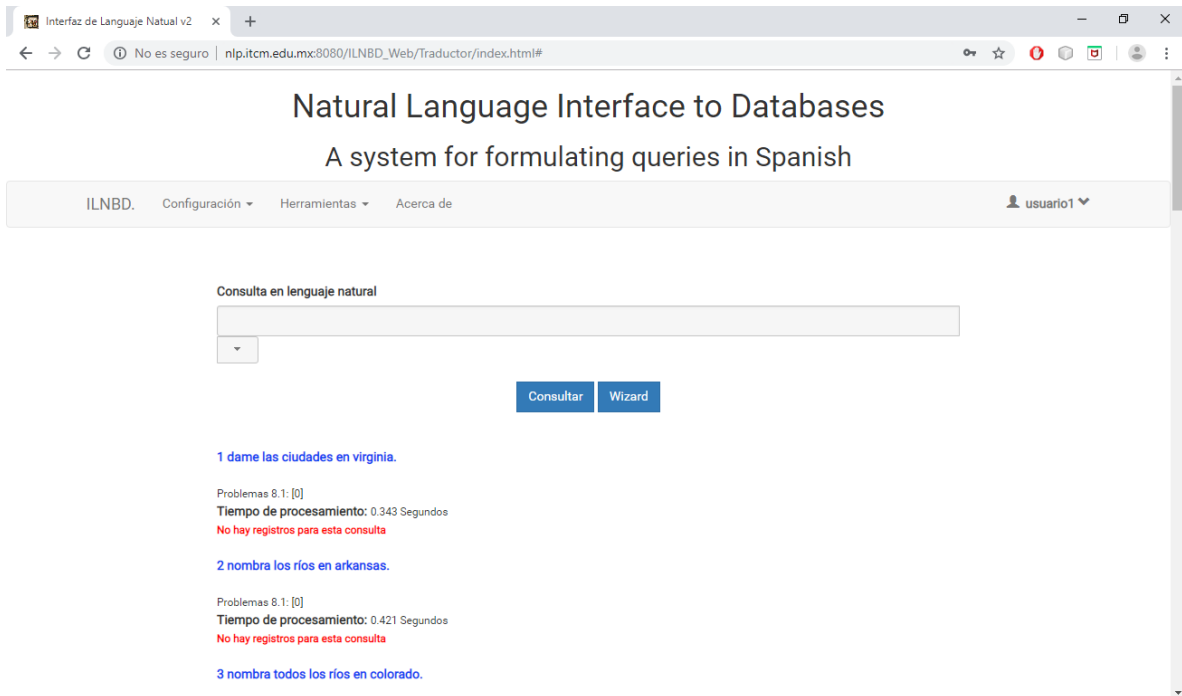 Interfaz de Languaje Natual v2
No es seguro | nlp.itcm.edu.mx:8080/ILNBD_Web/Traductor/index.html#
Natural Language Interface to Databases
A system for formulating queries in Spanish
ILNBD. Configuración Herramientas Acerca de usuario1
Consulta en lenguaje natural
Consultar Wizard
1 dame las ciudades en virginia.
Problemas 8.1: [0]
Tiempo de procesamiento: 0.343 Segundos
No hay registros para esta consulta
2 nombra los ríos en arkansas.
Problemas 8.1: [0]
Tiempo de procesamiento: 0.421 Segundos
No hay registros para esta consulta
3 nombra todos los ríos en colorado.